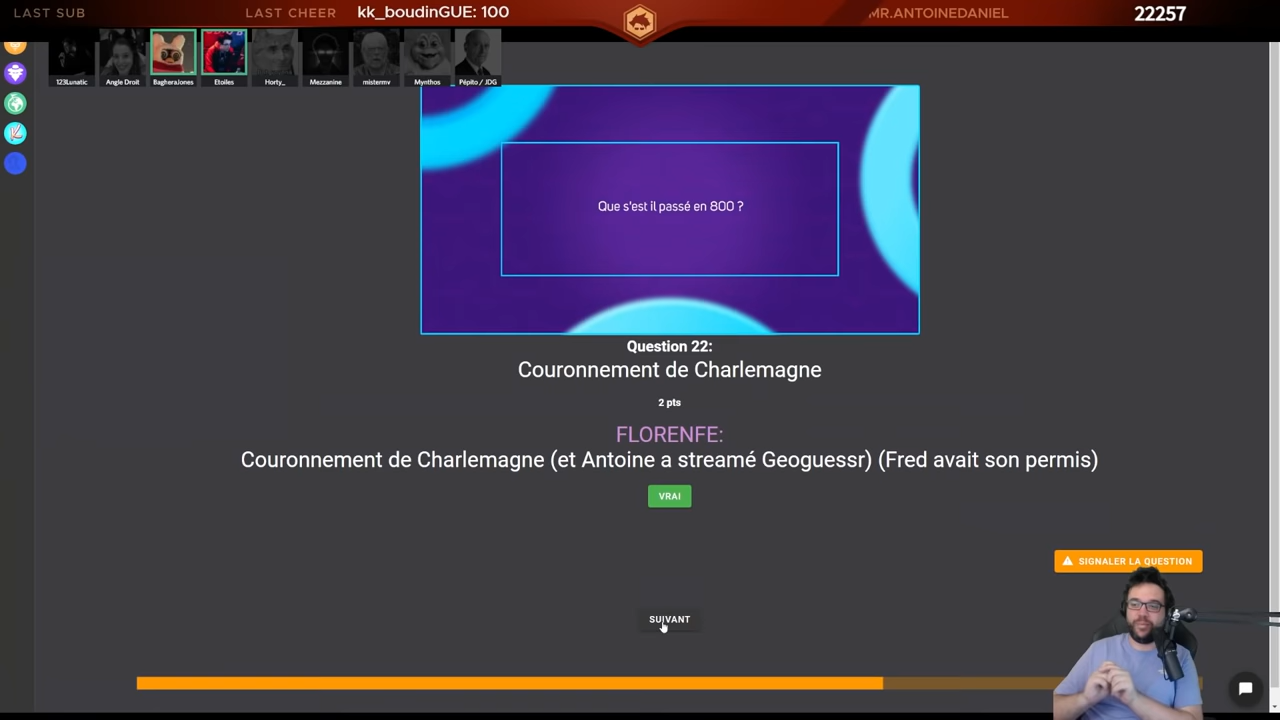 LAST SUB
LAST CHEER
kk_boudinGUE: 100
MR.ANTOINEDANIEL
22257
123Lunatic
Angle Droit
BagheraJones
Etoiles
Horty_
Mezzanine
mistermv
Mynthos
Pépito / JDG
Que s'est il passé en 800 ?
Question 22:
Couronnement de Charlemagne
2 pts
FLORENFE:
Couronnement de Charlemagne (et Antoine a streamé Geoguessr) (Fred avait son permis)
VRAI
SIGNALER LA QUESTION
SUIVANT